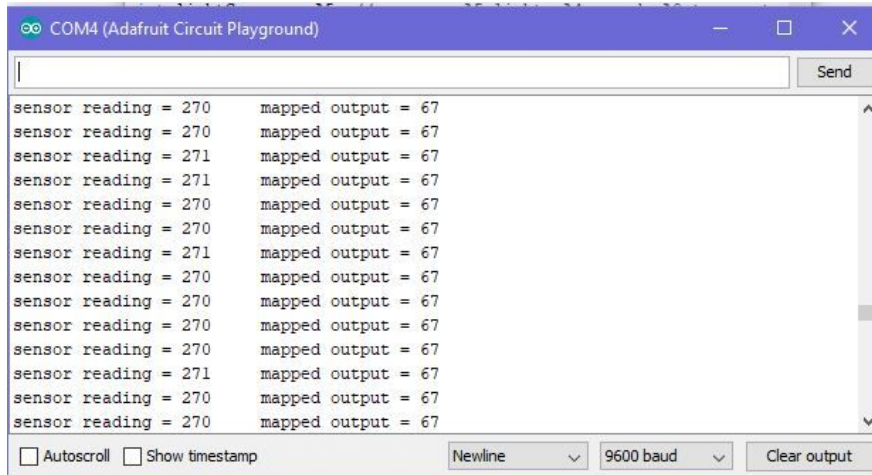 COM4 (Adafruit Circuit Playground)
Send
sensor reading = 270 mapped output = 67
sensor reading = 270 mapped output = 67
sensor reading = 271 mapped output = 67
sensor reading = 271 mapped output = 67
sensor reading = 270 mapped output = 67
sensor reading = 270 mapped output = 67
sensor reading = 271 mapped output = 67
sensor reading = 270 mapped output = 67
sensor reading = 270 mapped output = 67
sensor reading = 270 mapped output = 67
sensor reading = 270 mapped output = 67
sensor reading = 271 mapped output = 67
sensor reading = 270 mapped output = 67
sensor reading = 270 mapped output = 67
Autoscroll Show timestamp Newline 9600 baud Clear output